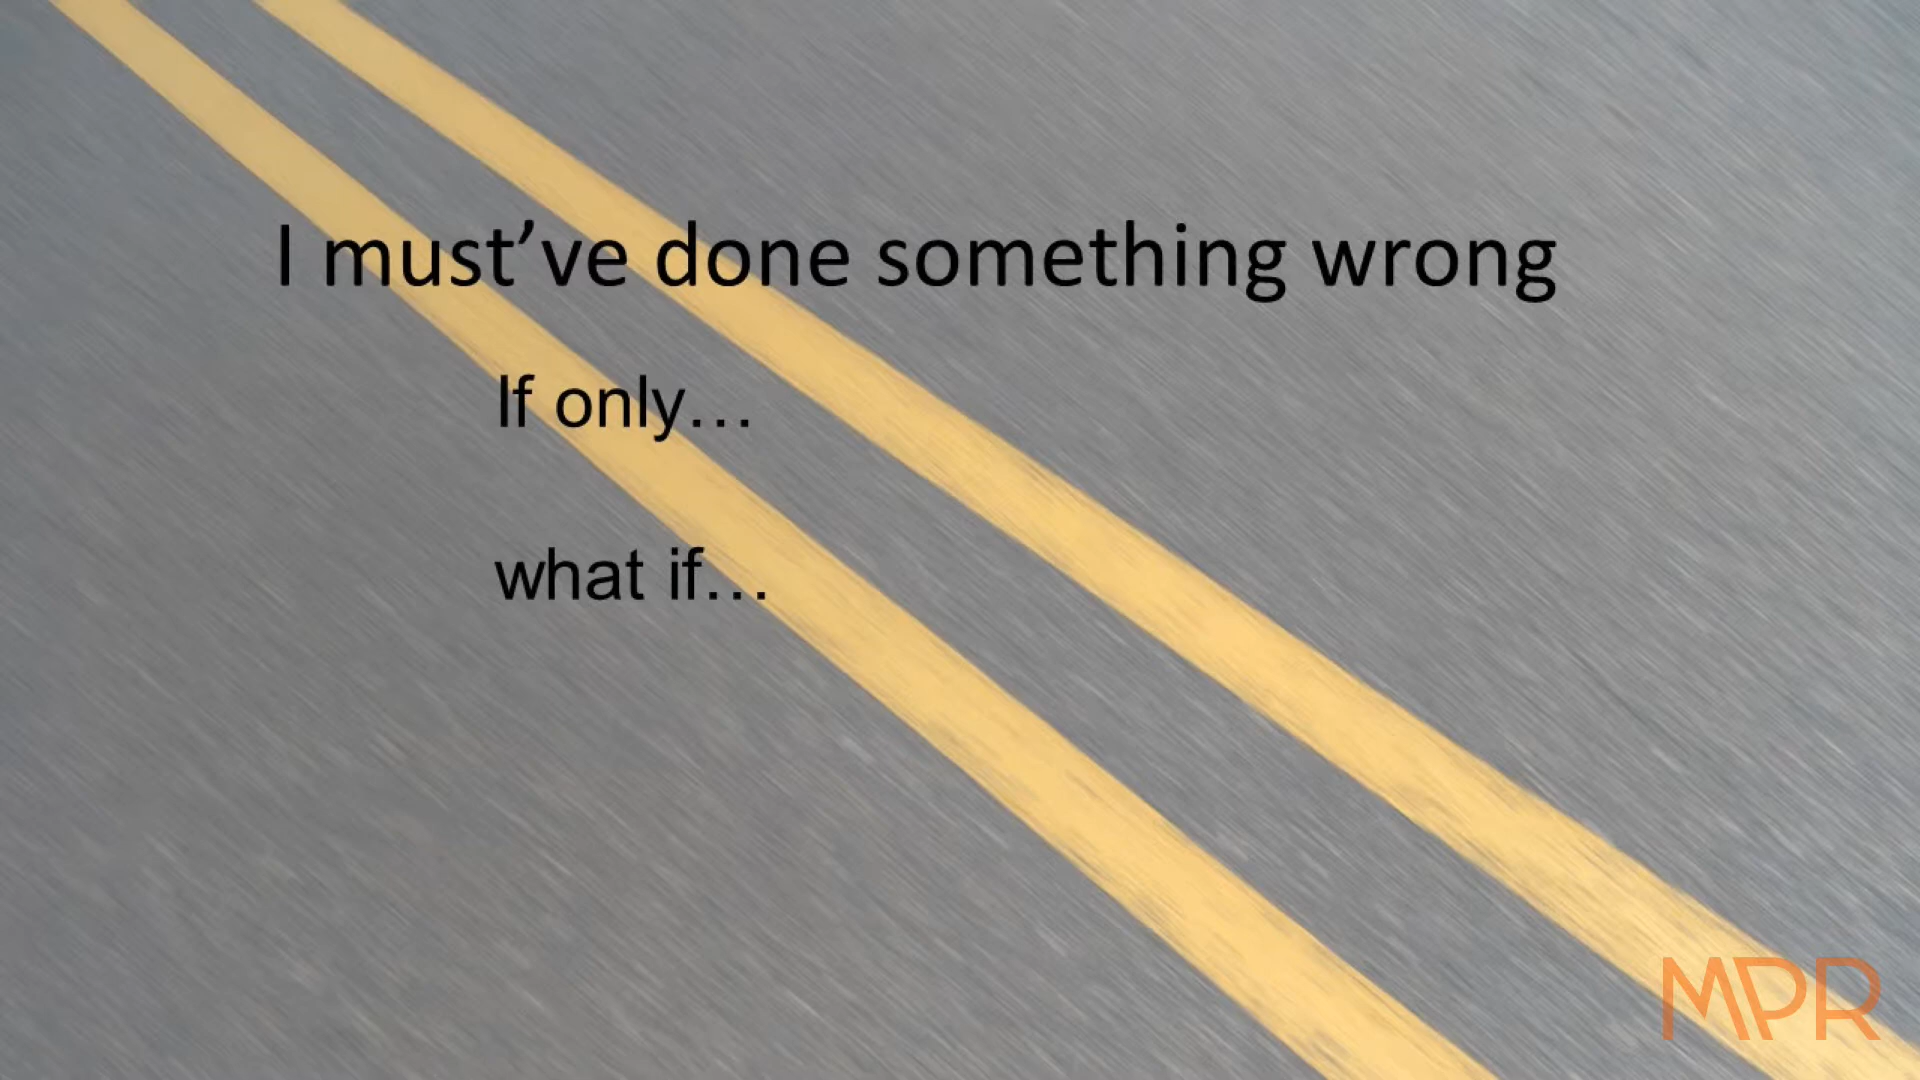 I must’ve done something wrong
If only…
what if…
MPR